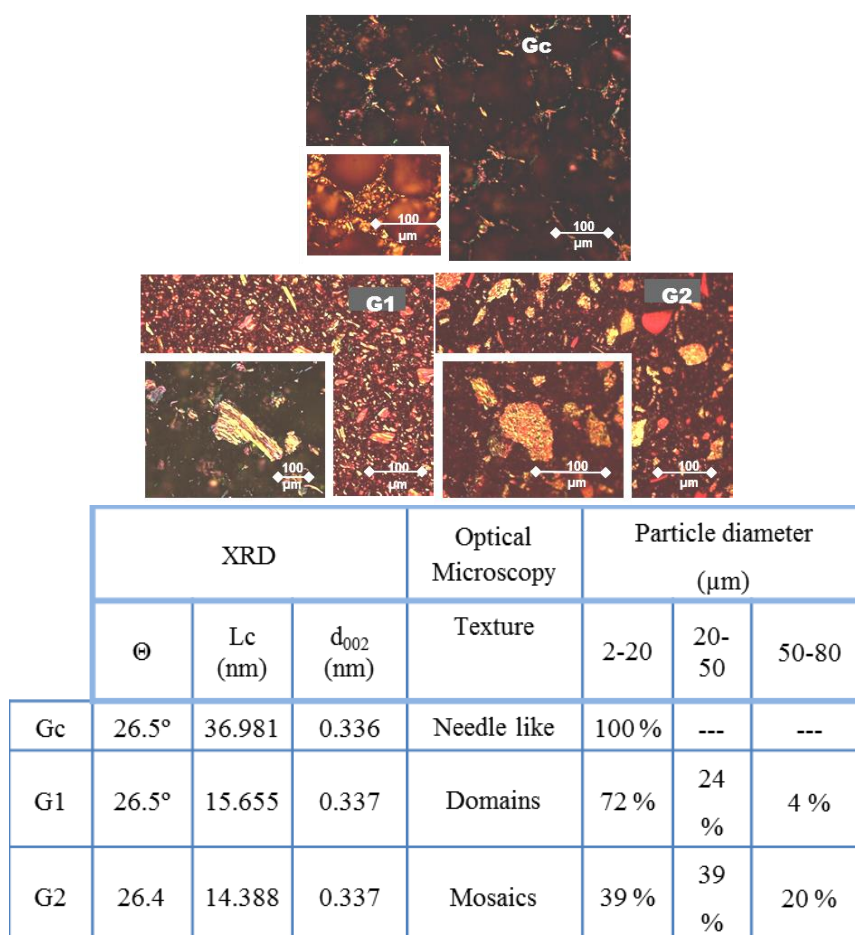 Gc
100
µm
100
µm
G1
G2
100
µm
100
µm
100
µm
100
µm
XRD
Optical
Microscopy
Particle diameter
(µm)
Θ
Lc
(nm)
d002
(nm)
Texture
2-20
20-
50
50-80
Gc 26.5º 36.981 0.336 Needle like 100 % --- ---
G1 26.5º 15.655 0.337 Domains 72 % 24
%
4 %
G2 26.4 14.388 0.337 Mosaics 39 % 39
%
20 %